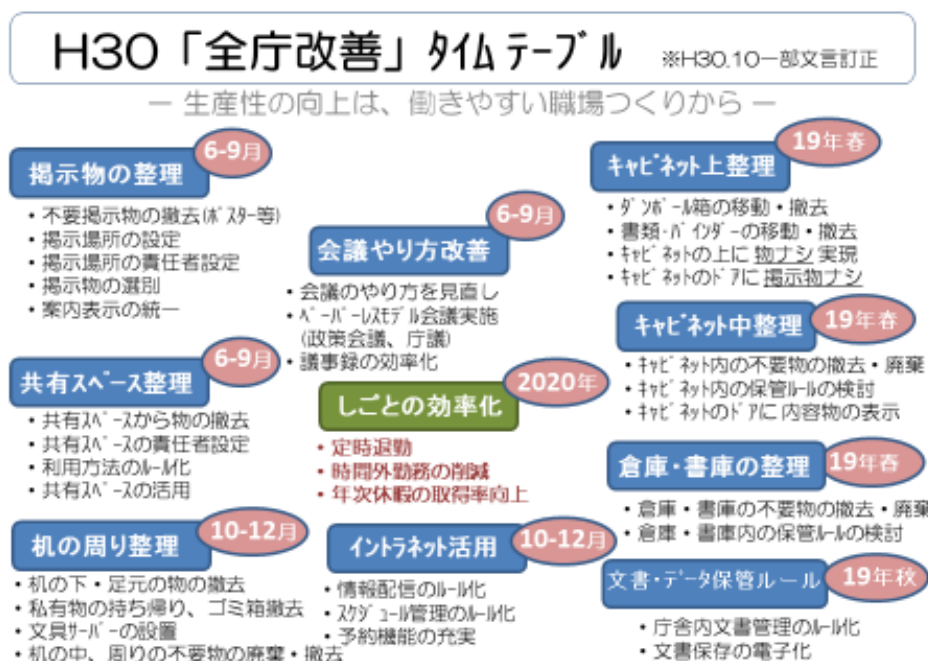 H30「全庁改善」ﾀｲﾑﾃｰﾌﾞﾙ ※H30.10一部文言訂正
－ 生産性の向上は、働きやすい職場つくりから －
掲示物の整理 6-9月
・不要掲示物の撤去(ﾎﾟｽﾀｰ等)
・掲示場所の設定
・掲示場所の責任者設定
・掲示物の選別
・案内表示の統一
共有ｽﾍﾟｰｽ整理 6-9月
・共有ｽﾍﾟｰｽから物の撤去
・共有ｽﾍﾟｰｽの責任者設定
・利用方法のﾙｰﾙ化
・共有ｽﾍﾟｰｽの活用
机の周り整理 10-12月
・机の下・足元の物の撤去
・私有物の持ち帰り、ゴミ箱撤去
・文具ｻｰﾊﾞｰの設置
・机の中、周りの不要物の廃棄・撤去
会議やり方改善 6-9月
・会議のやり方を見直し
・ﾍﾟｰﾊﾟｰﾚｽﾓﾃﾞﾙ会議実施
(政策会議、庁議)
・議事録の効率化
しごとの効率化 2020年
・定時退勤
・時間外勤務の削減
・年次休暇の取得率向上
イントラネット活用 10-12月
・情報配信のﾙｰﾙ化
・ｽｹｼﾞｭｰﾙ管理のﾙｰﾙ化
・予約機能の充実
ｷｬﾋﾞﾈｯﾄ上整理 19年春
・ﾀﾞﾝﾎﾞｰﾙ箱の移動・撤去
・書類・ﾊﾞｲﾝﾀﾞｰの移動・撤去
・ｷｬﾋﾞﾈｯﾄの上に 物ナシ 実現
・ｷｬﾋﾞﾈｯﾄのﾄﾞｱに 掲示物ナシ
ｷｬﾋﾞﾈｯﾄ中整理 19年春
・ｷｬﾋﾞﾈｯﾄ内の不要物の撤去・廃棄
・ｷｬﾋﾞﾈｯﾄ内の保管ﾙｰﾙの検討
・ｷｬﾋﾞﾈｯﾄのﾄﾞｱに内容物の表示
倉庫・書庫の整理 19年春
・倉庫・書庫の不要物の撤去・廃棄
・倉庫・書庫内の保管ﾙｰﾙの検討
文書・ﾃﾞｰﾀ保管ルール 19年秋
・庁舎内文書管理のﾙｰﾙ化
・文書保存の電子化